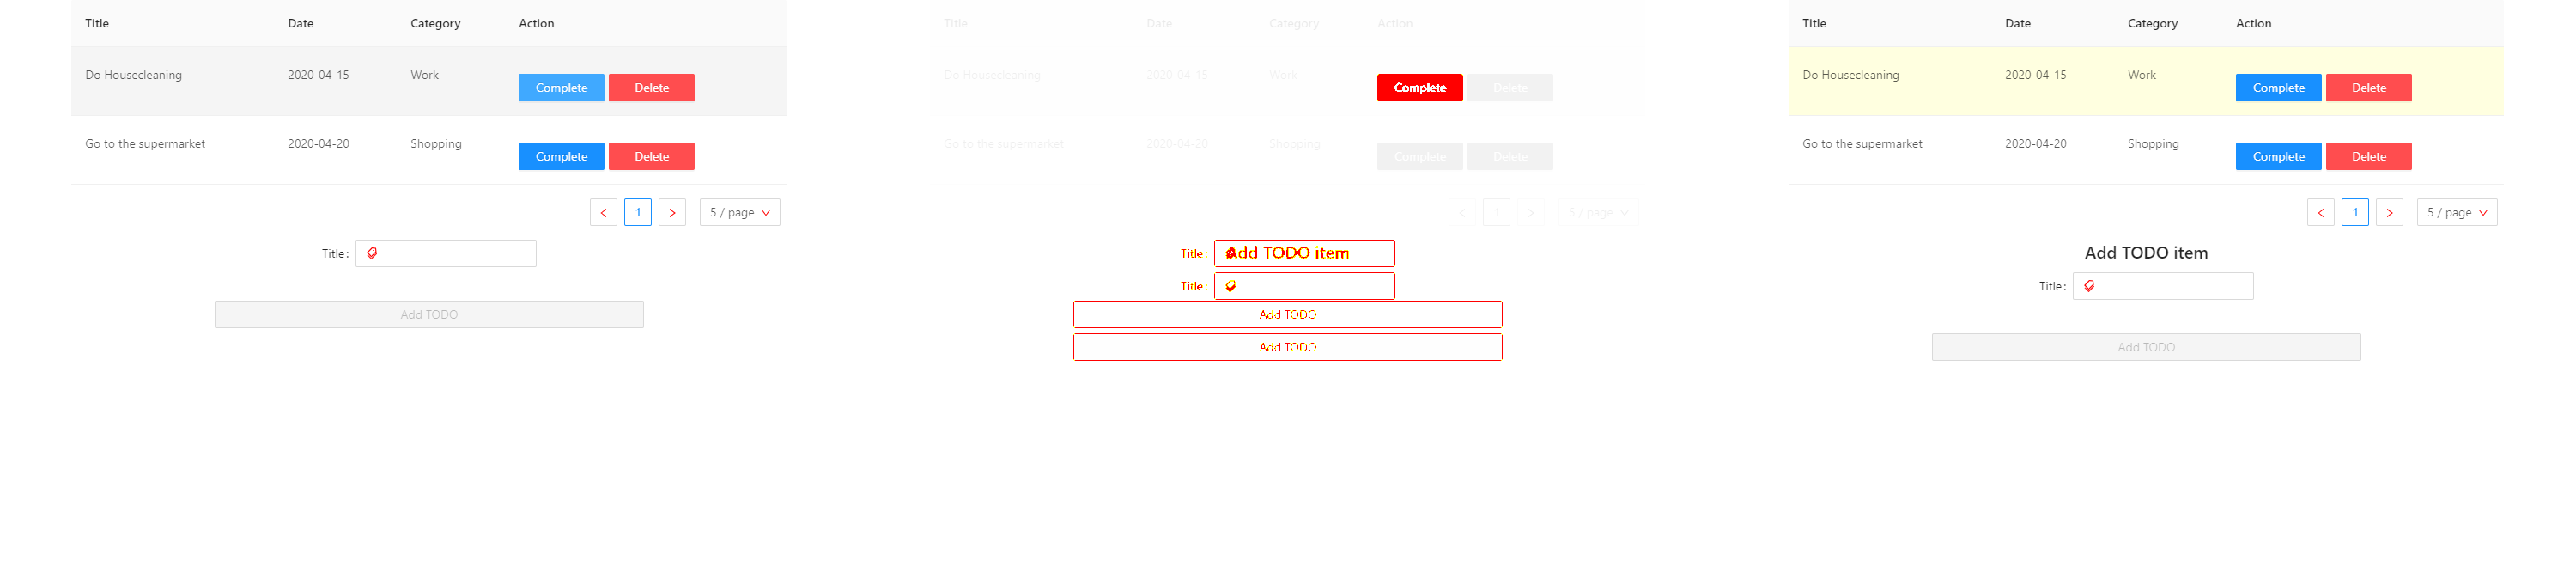 Title Date Category Action
Do Housecleaning 2020-04-15 Work Complete Delete
Go to the supermarket 2020-04-20 Shopping Complete Delete
< 1 > 5 / page
Title:
Add TODO
Title Date Category Action
Do Housecleaning 2020-04-15 Work Complete Delete
Go to the supermarket 2020-04-20 Shopping Complete Delete
< 1 > 5 / page
Title: Add TODO item
Title:
Add TODO
Add TODO
Title Date Category Action
Do Housecleaning 2020-04-15 Work Complete Delete
Go to the supermarket 2020-04-20 Shopping Complete Delete
< 1 > 5 / page
Add TODO item
Title:
Add TODO